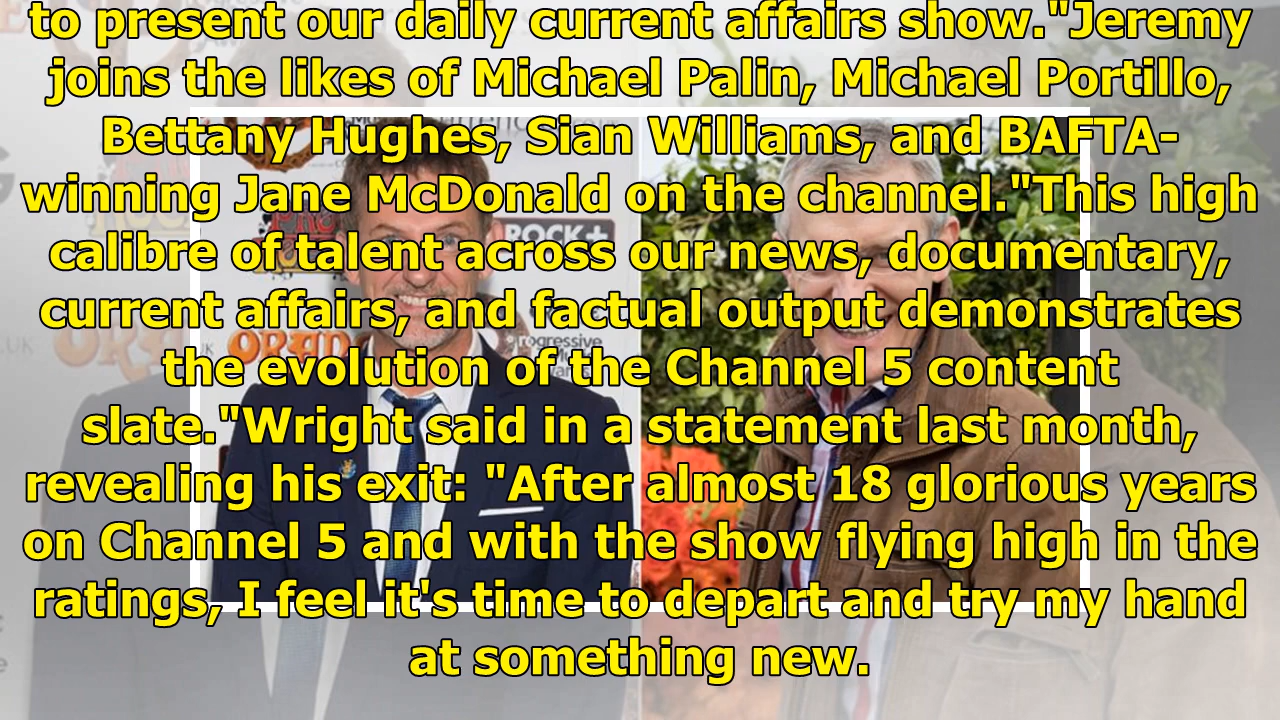 to present our daily current affairs show."Jeremy
joins the likes of Michael Palin, Michael Portillo,
Bettany Hughes, Sian Williams, and BAFTA-
winning Jane McDonald on the channel."This high
calibre of talent across our news, documentary,
current affairs, and factual output demonstrates
the evolution of the Channel 5 content
slate."Wright said in a statement last month,
revealing his exit: "After almost 18 glorious years
on Channel 5 and with the show flying high in the
ratings, I feel it's time to depart and try my hand
at something new.
ROCK+